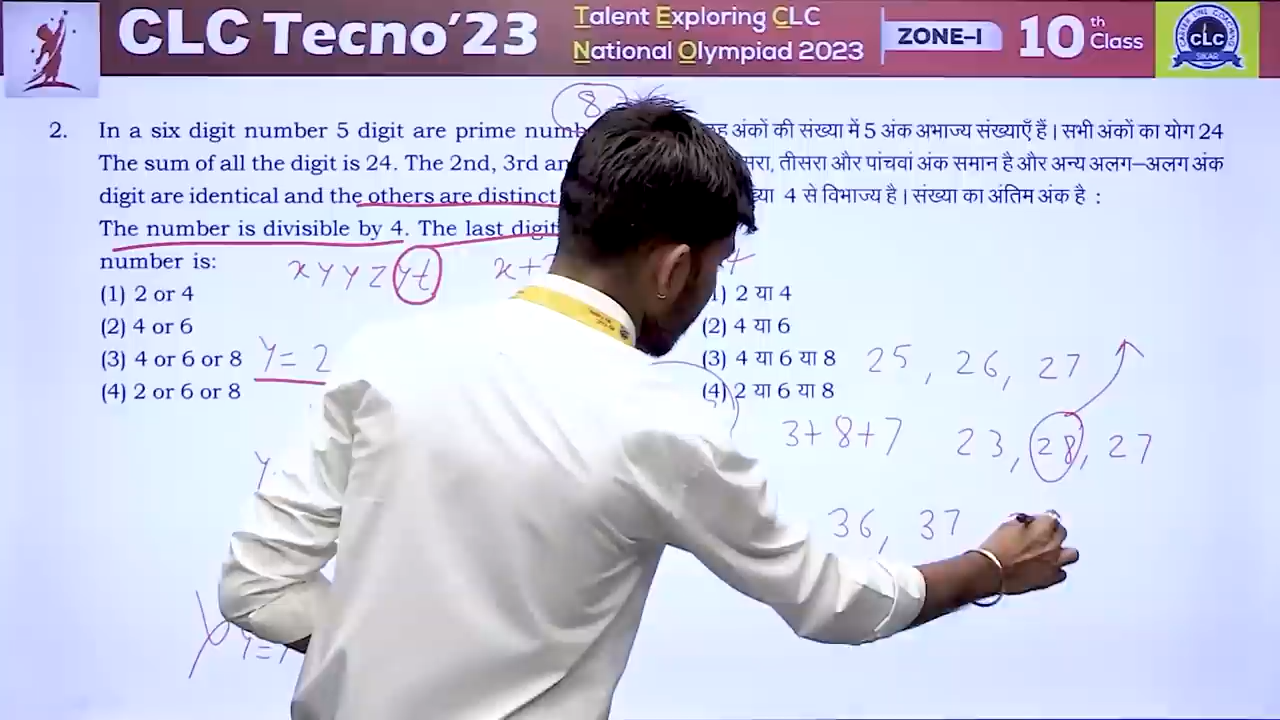 CLC Tecno'23
Talent Exploring CLC
National Olympiad 2023
ZONE-I
10th Class
CLC
SIKAR
8
2. In a six digit number 5 digit are prime
The sum of all the digit is 24. The 2nd, 3rd
digit are identical and the others are distinct
The number is divisible by 4. The last digit
number is:
(1) 2 or 4
(2) 4 or 6
(3) 4 or 6 or 8
(4) 2 or 6 or 8
अंकों की संख्या में 5 अंक अभाज्य संख्याएँ हैं। सभी अंकों का योग 24
तीसरा और पांचवां अंक समान है और अन्य अलग–अलग अंक
4 से विभाज्य है। संख्या का अंतिम अंक है :
2 या 4
(2) 4 या 6
(3) 4 या 6 या 8
(4) 2 या 6 या 8
x y y z y t
x +
y = 2
25, 26, 27
3 + 8 + 7
23, 28, 27
36, 37